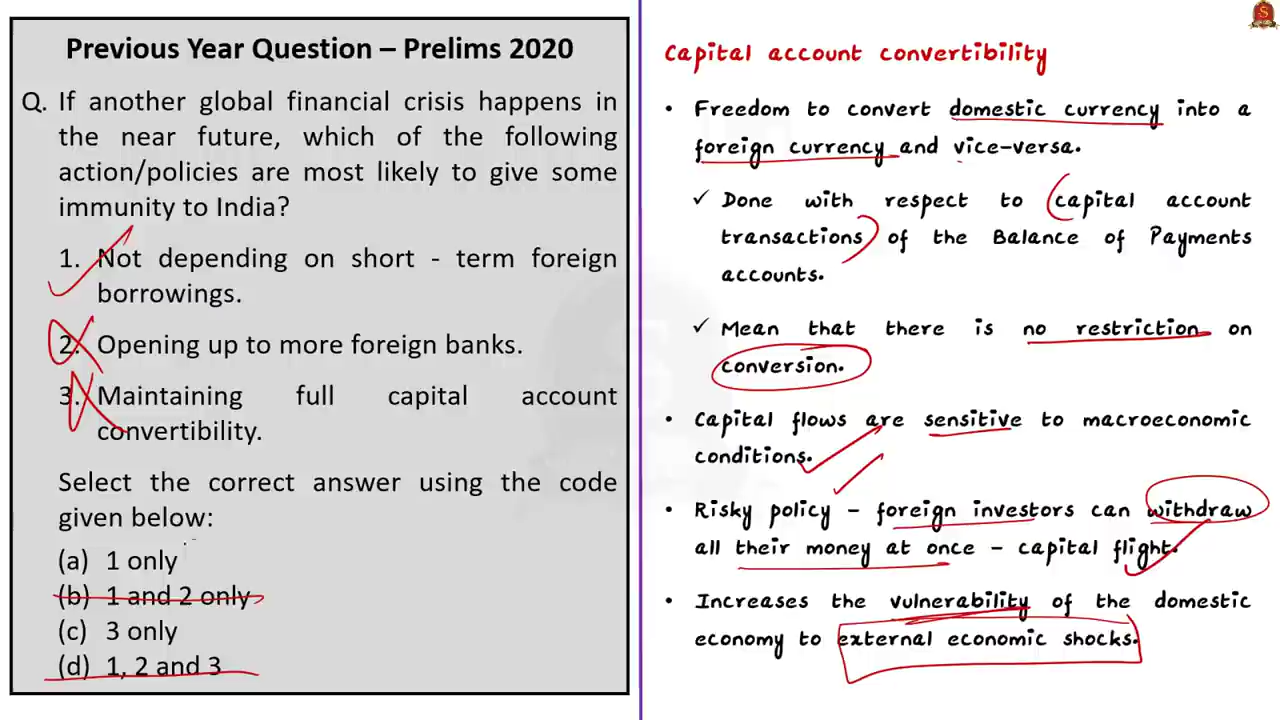 Previous Year Question – Prelims 2020
Q. If another global financial crisis happens in
the near future, which of the following
action/policies are most likely to give some
immunity to India?
1. Not depending on short - term foreign
borrowings.
2. Opening up to more foreign banks.
3. Maintaining full capital account
convertibility.
Select the correct answer using the code
given below:
(a) 1 only
(b) 1 and 2 only
(c) 3 only
(d) 1, 2 and 3
Capital account convertibility
• Freedom to convert domestic currency into a
foreign currency and vice-versa.
✓ Done with respect to capital account
transactions of the Balance of Payments
accounts.
✓ Mean that there is no restriction on
conversion.
• Capital flows are sensitive to macroeconomic
conditions.
• Risky policy – foreign investors can withdraw
all their money at once – capital flight.
• Increases the vulnerability of the domestic
economy to external economic shocks.